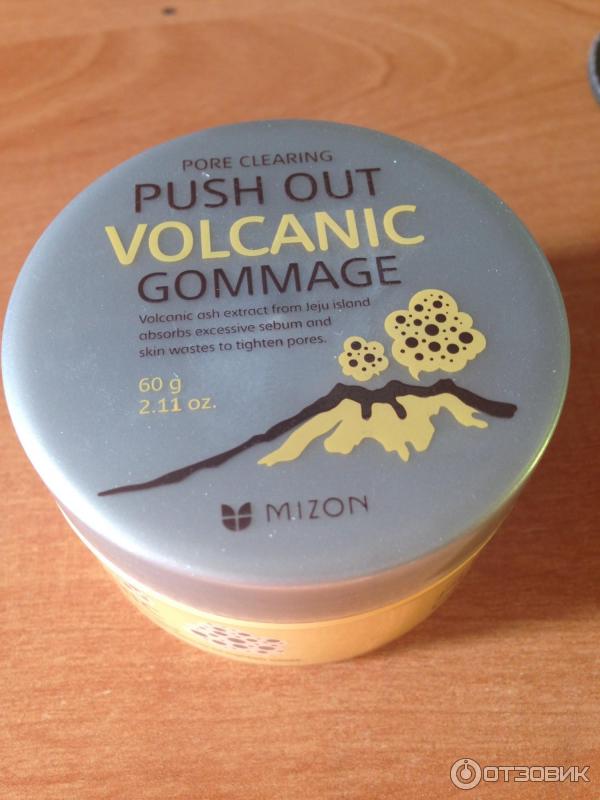 PORE CLEARING
PUSH OUT
VOLCANIC
GOMMAGE
Volcanic ash extract from Jeju island
absorbs excessive sebum and
skin wastes to tighten pores.
60 g
2.11 oz.
MIZON
ОТЗОВИК